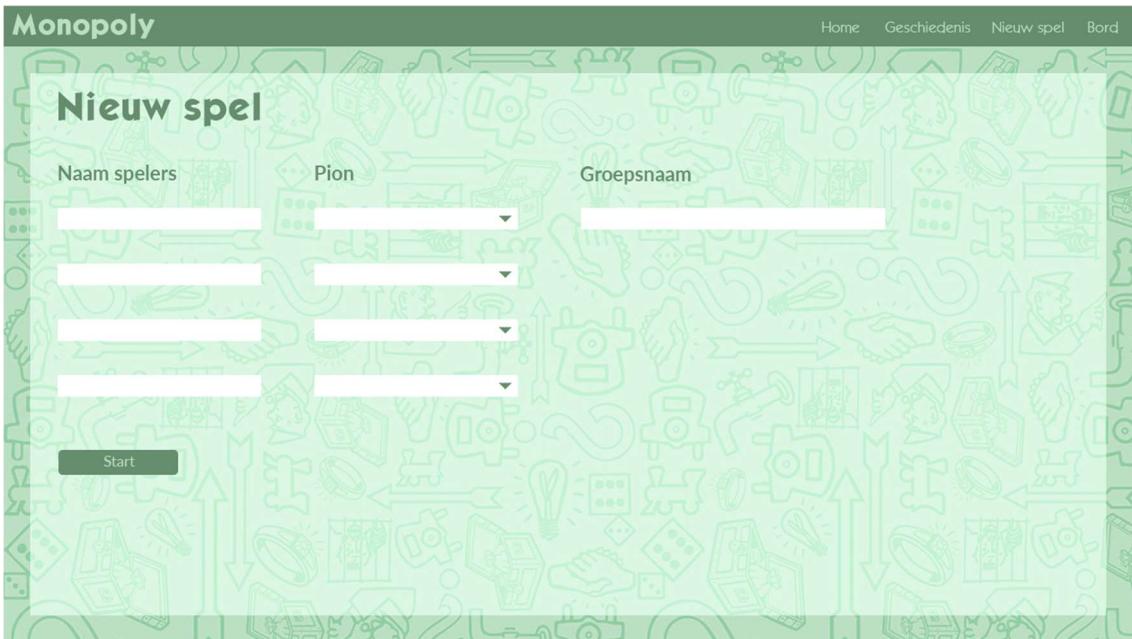 Monopoly
Home Geschiedenis Nieuw spel Bord
Nieuw spel
Naam spelers Pion Groepsnaam
Start